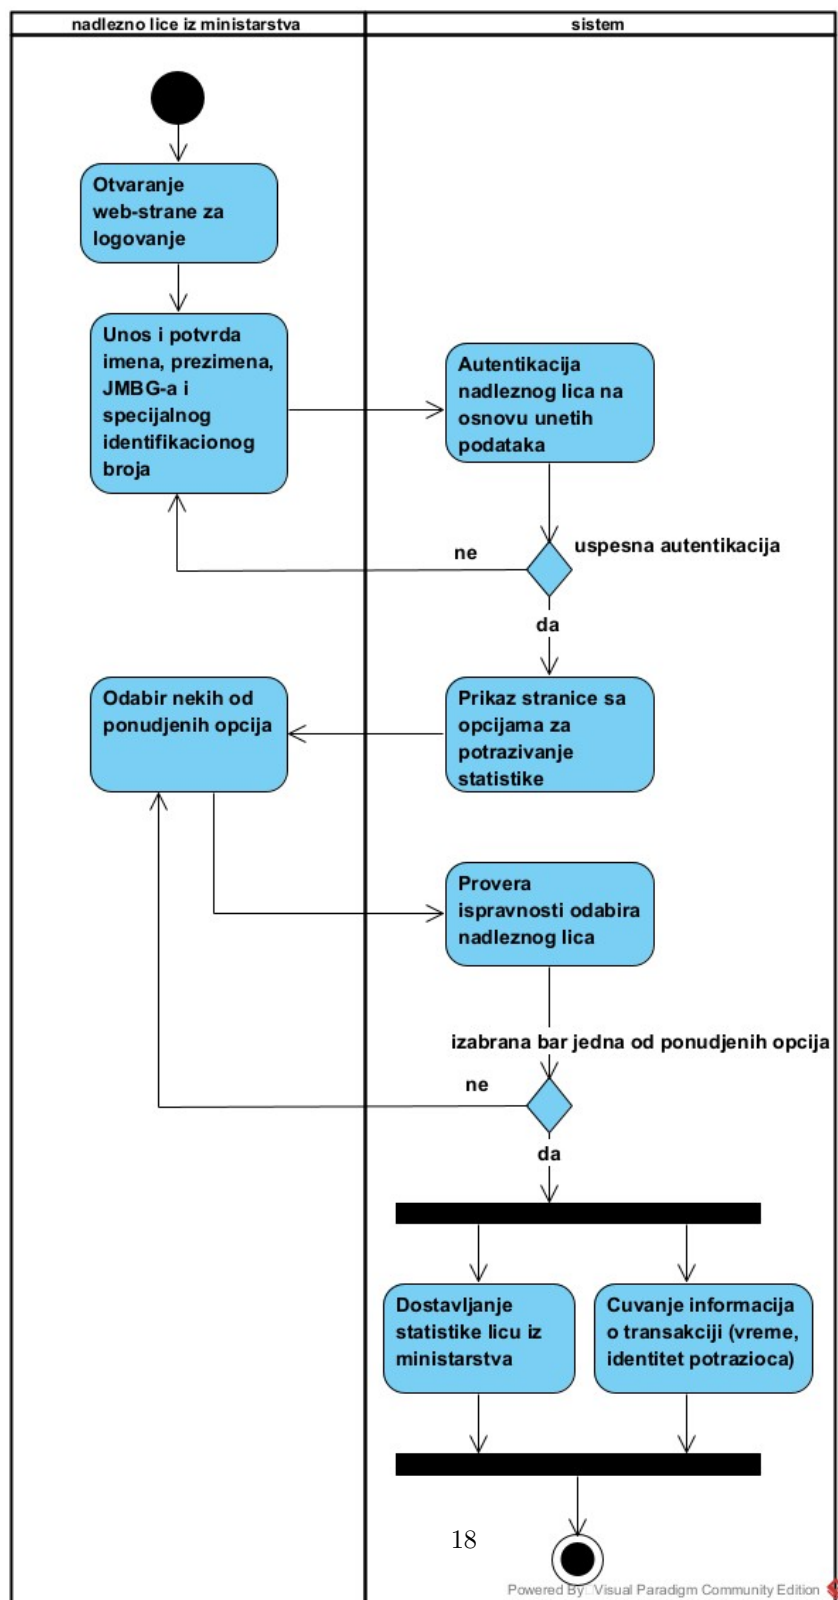 nadlezno lice iz ministarstva
sistem
Otvaranje
web-strane za
logovanje
Unos i potvrda
imena, prezimena,
JMBG-a i
specijalnog
identifikacionog
broja
Autentikacija
nadleznog lica na
osnovu unetih
podataka
ne
uspesna autentikacija
da
Odabir nekih od
ponudjenih opcija
Prikaz stranice sa
opcijama za
potrazivanje
statistike
Provera
ispravnosti odabira
nadleznog lica
izabrana bar jedna od ponudjenih opcija
ne
da
Dostavljanje
statistike licu iz
ministarstva
Cuvanje informacija
o transakciji (vreme,
identitet potrazioca)
18
Powered By Visual Paradigm Community Edition